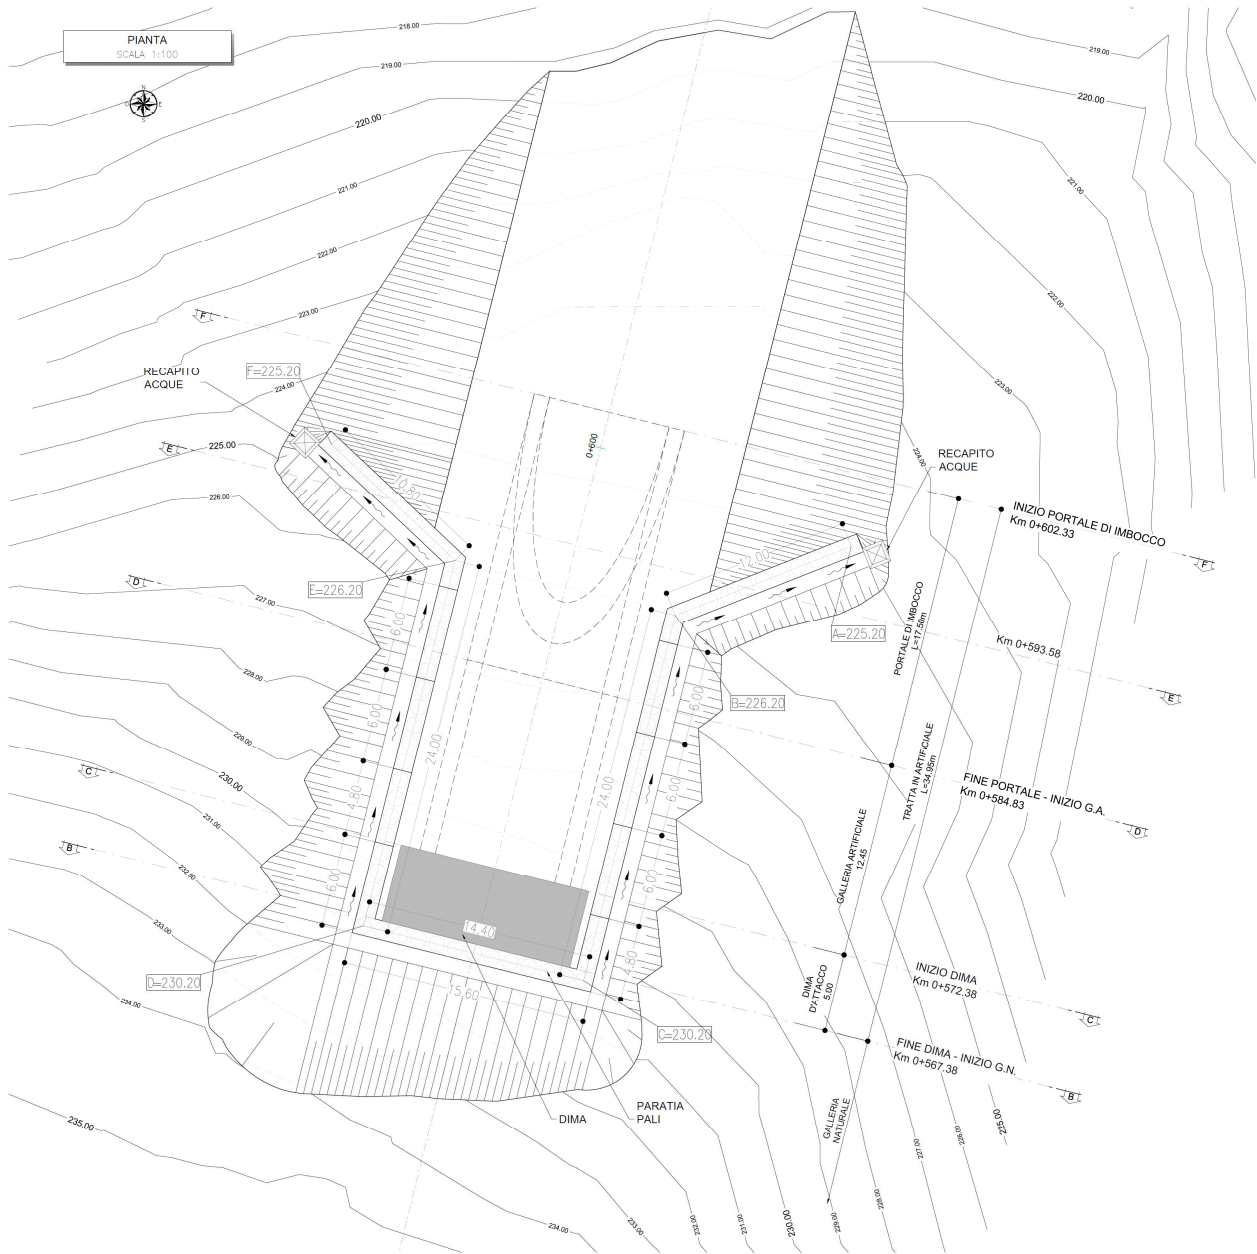 PIANTA
SCALA 1:100
N
O
E
S
218.00
219.00
220.00
221.00
222.00
223.00
224.00
225.00
226.00
227.00
228.00
229.00
230.00
231.00
232.50
233.00
234.00
235.00
219.00
220.00
221.00
222.00
223.00
224.00
F
E
D
C
B
RECAPITO
ACQUE
F=225.20
10.80
E=226.20
6.00
6.00
4.80
6.00
24.00
0+600
RECAPITO
ACQUE
12.00
A=225.20
B=226.20
6.00
6.00
6.00
4.80
24.00
14.40
15.60
D=230.20
C=230.20
DIMA
PARATIA
PALI
INIZIO PORTALE DI IMBOCCO
Km 0+602.33
F
PORTALE DI IMBOCCO
L=17.50m
Km 0+593.58
E
TRATTA IN ARTIFICIALE
L=34.95m
FINE PORTALE - INIZIO G.A.
Km 0+584.83
D
GALLERIA ARTIFICIALE
12.45
INIZIO DIMA
Km 0+572.38
C
DIMA
D'ATTACCO
5.00
FINE DIMA - INIZIO G.N.
Km 0+567.38
B
GALLERIA
NATURALE
234.00
233.00
232.00
231.00
230.00
229.00
228.00
227.00
226.00
225.00